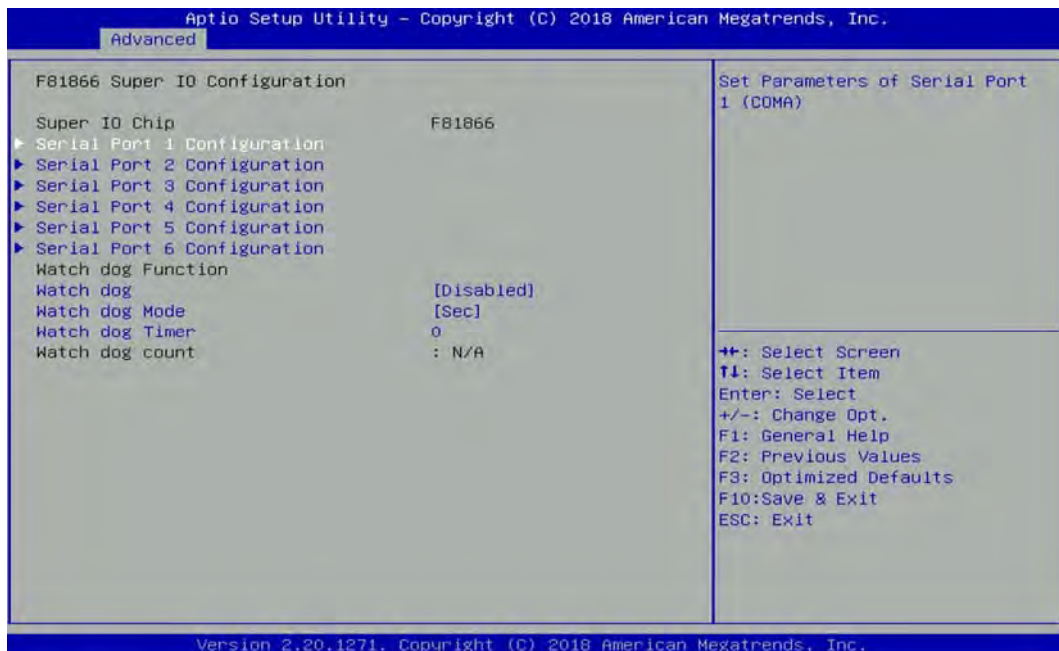 Aptio Setup Utility – Copyright (C) 2018 American Megatrends, Inc.
Advanced
F81866 Super IO Configuration
Super IO Chip F81866
▶ Serial Port 1 Configuration
▶ Serial Port 2 Configuration
▶ Serial Port 3 Configuration
▶ Serial Port 4 Configuration
▶ Serial Port 5 Configuration
▶ Serial Port 6 Configuration
Watch dog Function
Watch dog [Disabled]
Watch dog Mode [Sec]
Watch dog Timer 0
Watch dog count : N/A
Set Parameters of Serial Port
1 (COMA)
→←: Select Screen
↑↓: Select Item
Enter: Select
+/-: Change Opt.
F1: General Help
F2: Previous Values
F3: Optimized Defaults
F10:Save & Exit
ESC: Exit
Version 2.20.1271. Copyright (C) 2018 American Megatrends, Inc.